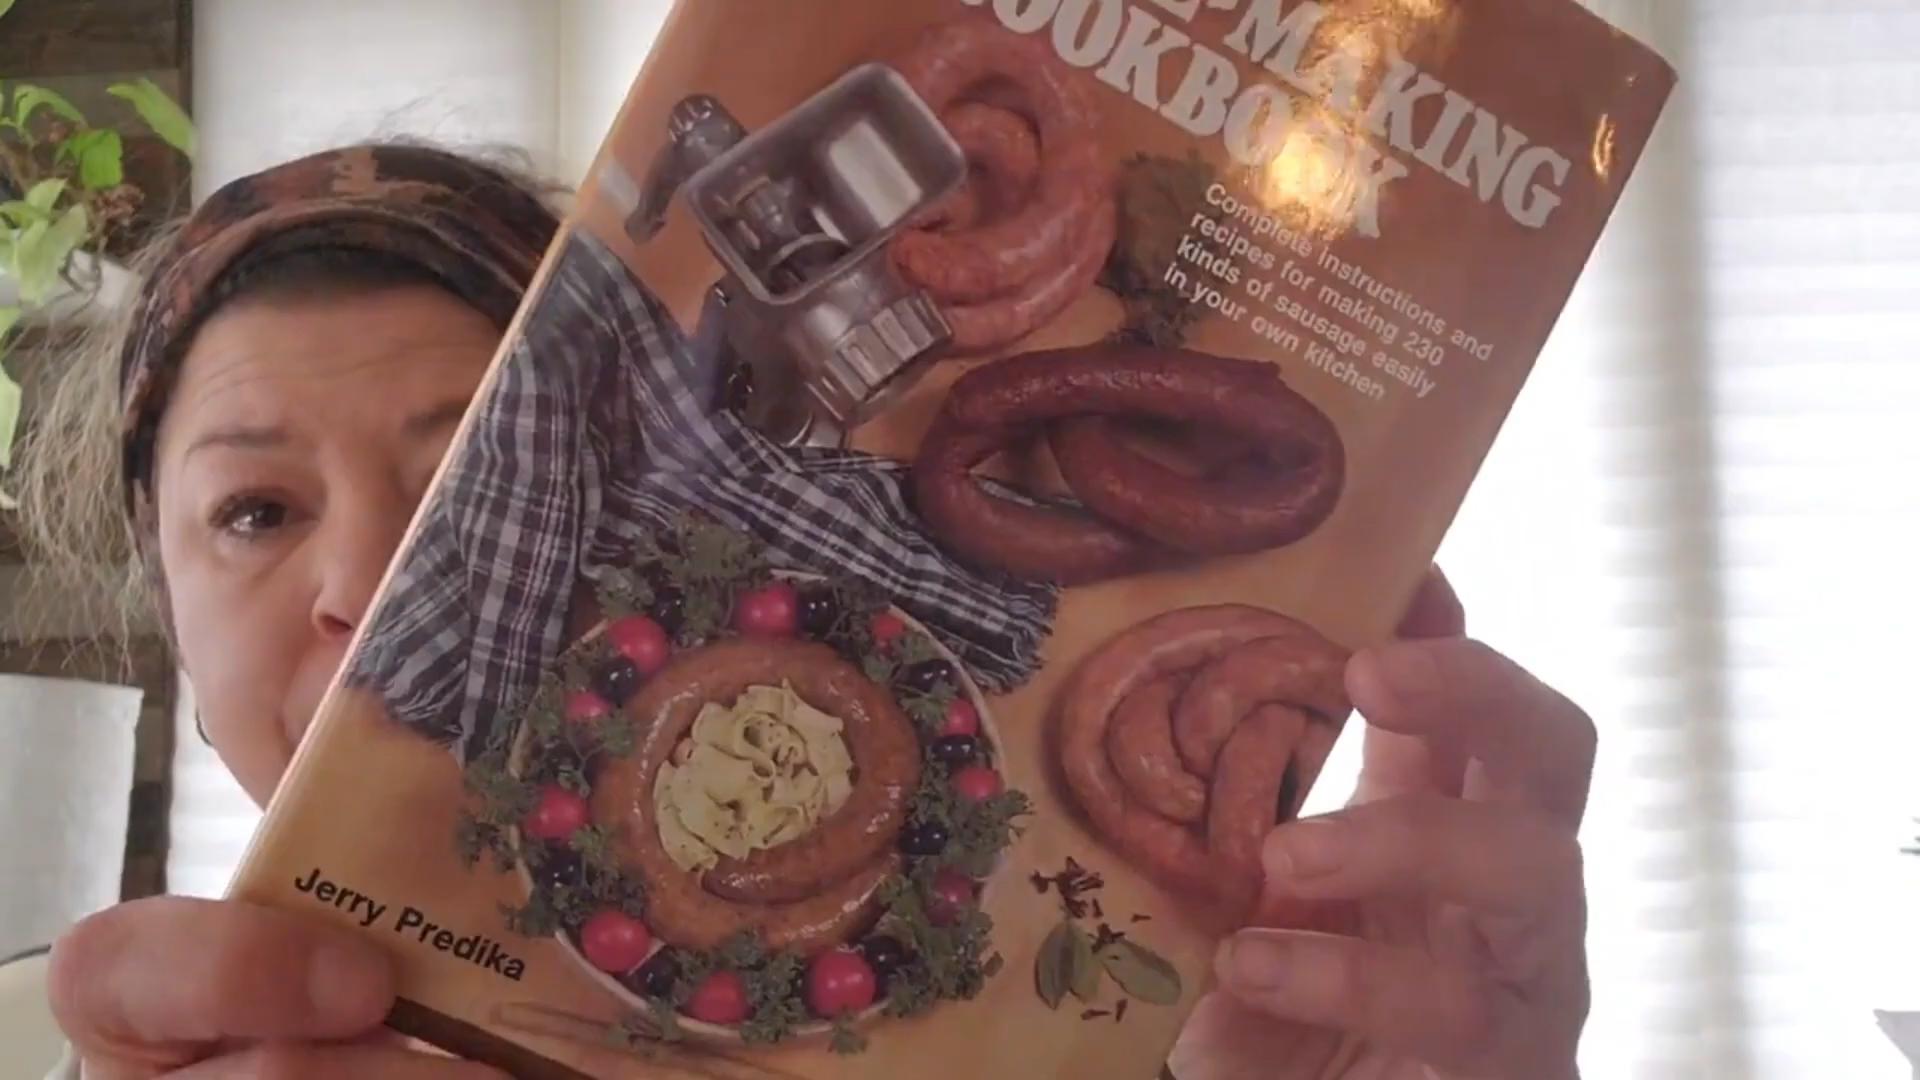 E-MAKING
COOKBOOK
Complete instructions and
recipes for making 230
kinds of sausage easily
in your own kitchen
Jerry Predika